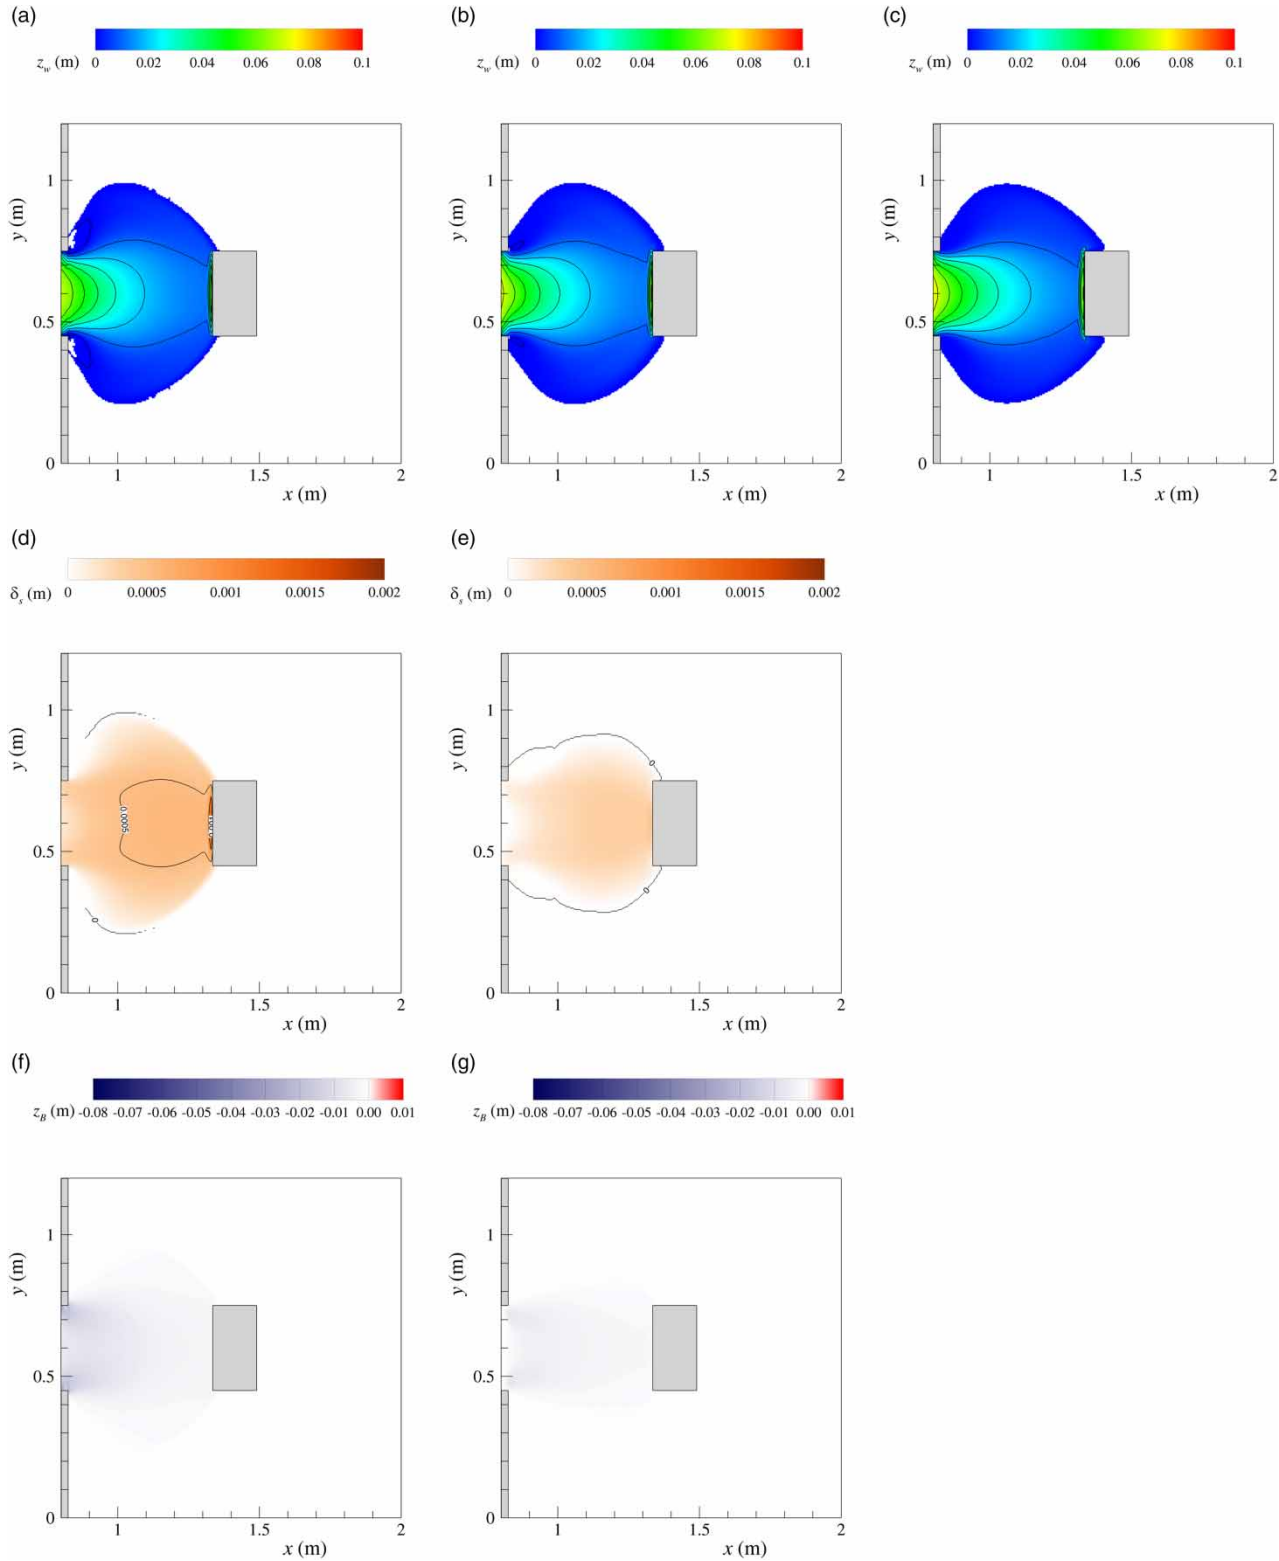 (a) (b) (c)
z_w (m) 0 0.02 0.04 0.06 0.08 0.1
z_w (m) 0 0.02 0.04 0.06 0.08 0.1
z_w (m) 0 0.02 0.04 0.06 0.08 0.1
y (m) 1 0.5 0
1 1.5 2
x (m)
y (m) 1 0.5 0
1 1.5 2
x (m)
y (m) 1 0.5 0
1 1.5 2
x (m)
(d) (e)
δ_s (m) 0 0.0005 0.001 0.0015 0.002
δ_s (m) 0 0.0005 0.001 0.0015 0.002
y (m) 1 0.5 0
0.0005
0
1 1.5 2
x (m)
y (m) 1 0.5 0
0
0
1 1.5 2
x (m)
(f) (g)
z_B (m) -0.08 -0.07 -0.06 -0.05 -0.04 -0.03 -0.02 -0.01 0.00 0.01
z_B (m) -0.08 -0.07 -0.06 -0.05 -0.04 -0.03 -0.02 -0.01 0.00 0.01
y (m) 1 0.5 0
1 1.5 2
x (m)
y (m) 1 0.5 0
1 1.5 2
x (m)